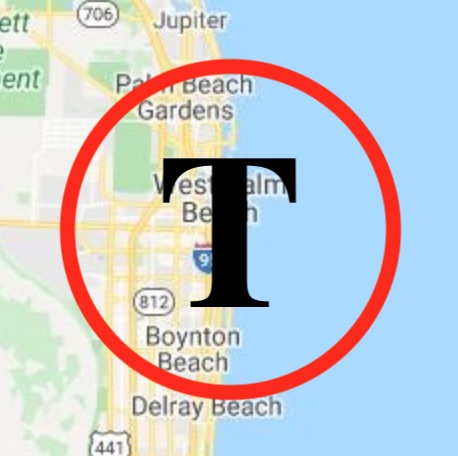 706
Jupiter
ett
e
ent
Palm Beach
Gardens
West Palm
Beach
T
95
812
Boynton
Beach
Delray Beach
441